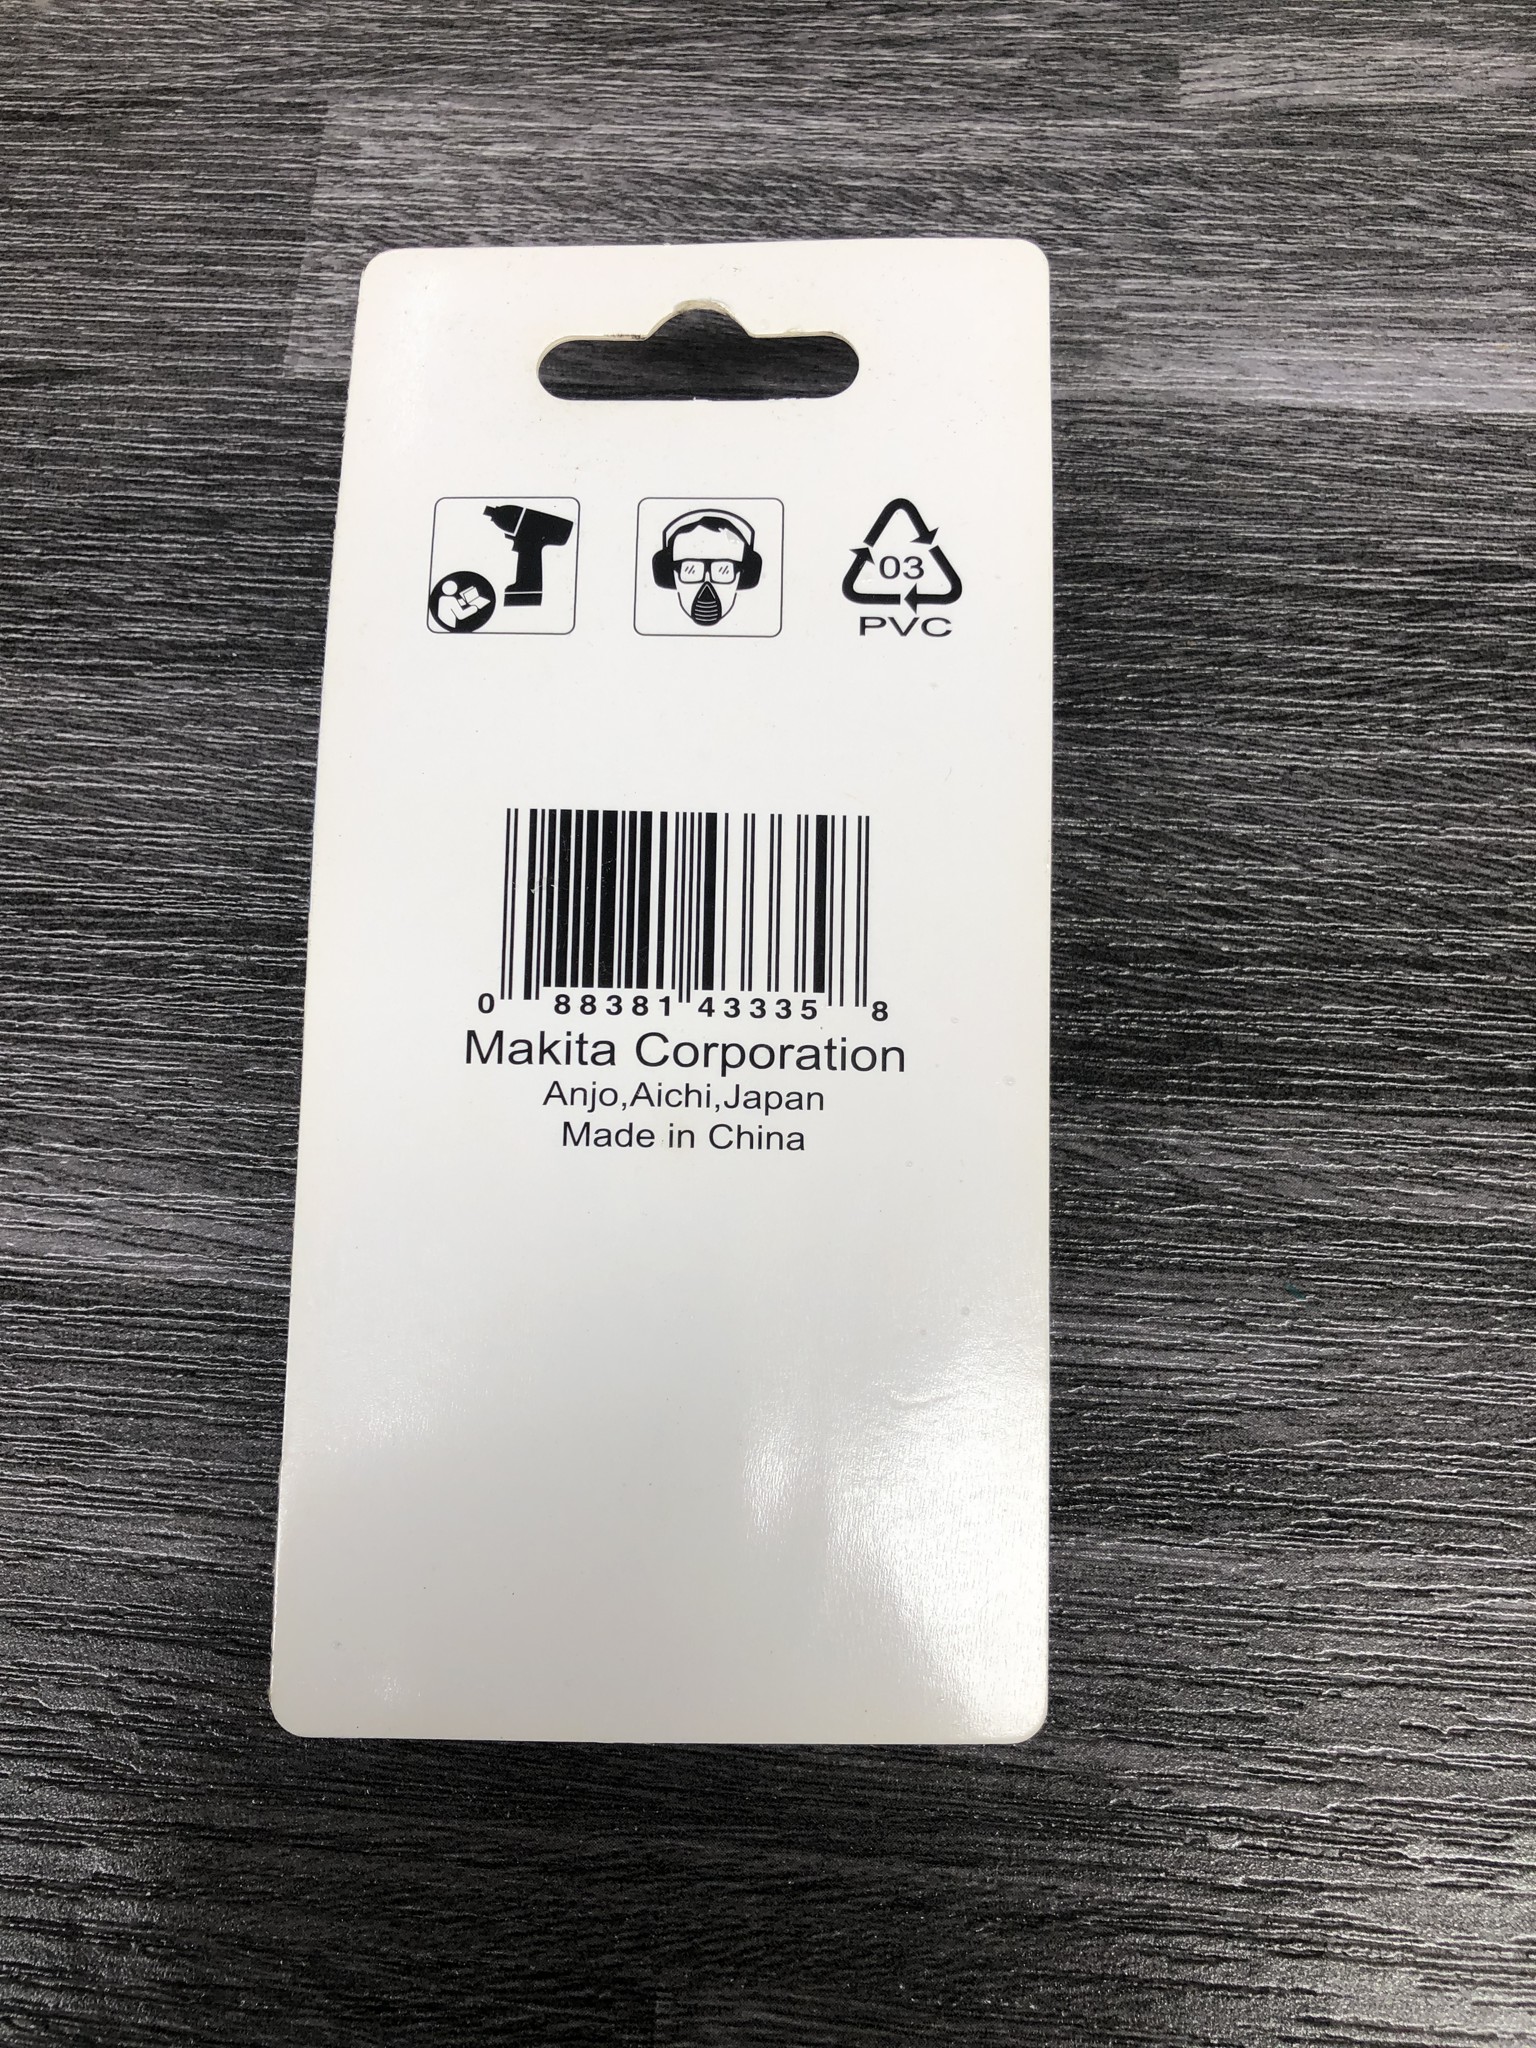 03
PVC
0 88381 43335 8
Makita Corporation
Anjo,Aichi,Japan
Made in China